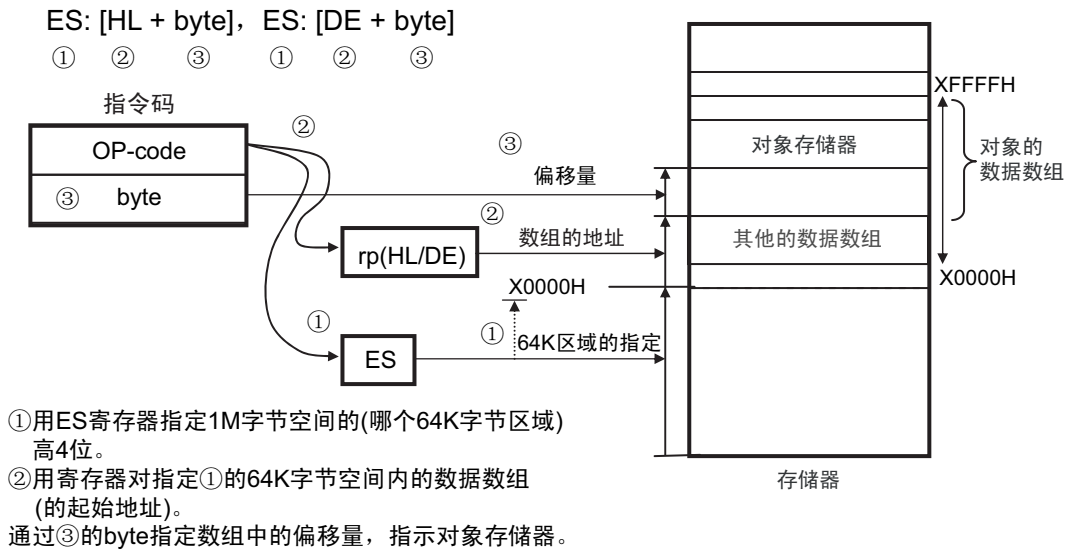 ES: [HL + byte]，ES: [DE + byte]
① ② ③ ① ② ③
指令码
OP-code
③ byte
②
③
偏移量
②
数组的地址
rp(HL/DE)
X0000H
①
①
64K区域的指定
ES
XFFFFH
对象存储器
对象的
数据数组
其他的数据数组
X0000H
存储器
①用ES寄存器指定1M字节空间的(哪个64K字节区域)
高4位。
②用寄存器对指定①的64K字节空间内的数据数组
(的起始地址)。
通过③的byte指定数组中的偏移量，指示对象存储器。